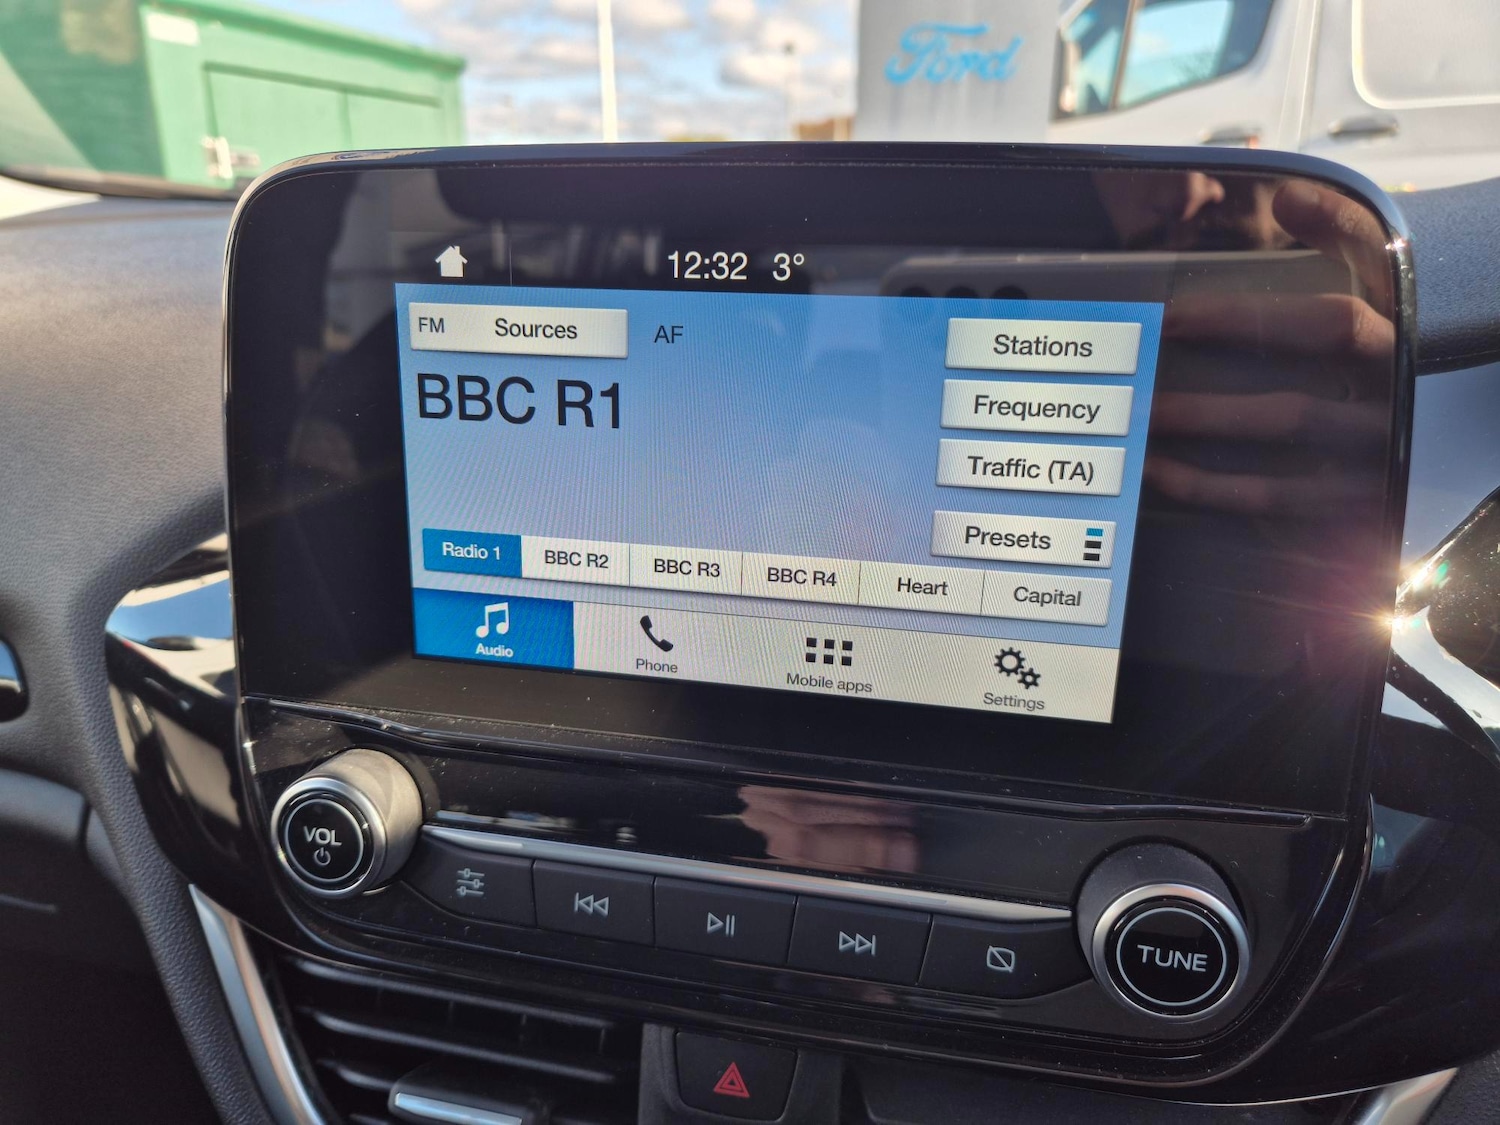 Ford
12:32 3°
FM Sources AF
Stations
BBC R1
Frequency
Traffic (TA)
Presets
Radio 1 BBC R2 BBC R3 BBC R4 Heart Capital
Audio Phone Mobile apps Settings
VOL
TUNE